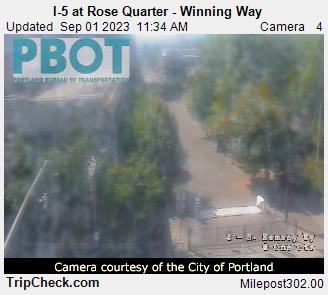 I-5 at Rose Quarter - Winning Way
Updated Sep 01 2023 11:34 AM Camera 4
PBOT
PORTLAND BUREAU OF TRANSPORTATION
Camera courtesy of the City of Portland
TripCheck.com Milepost302.00